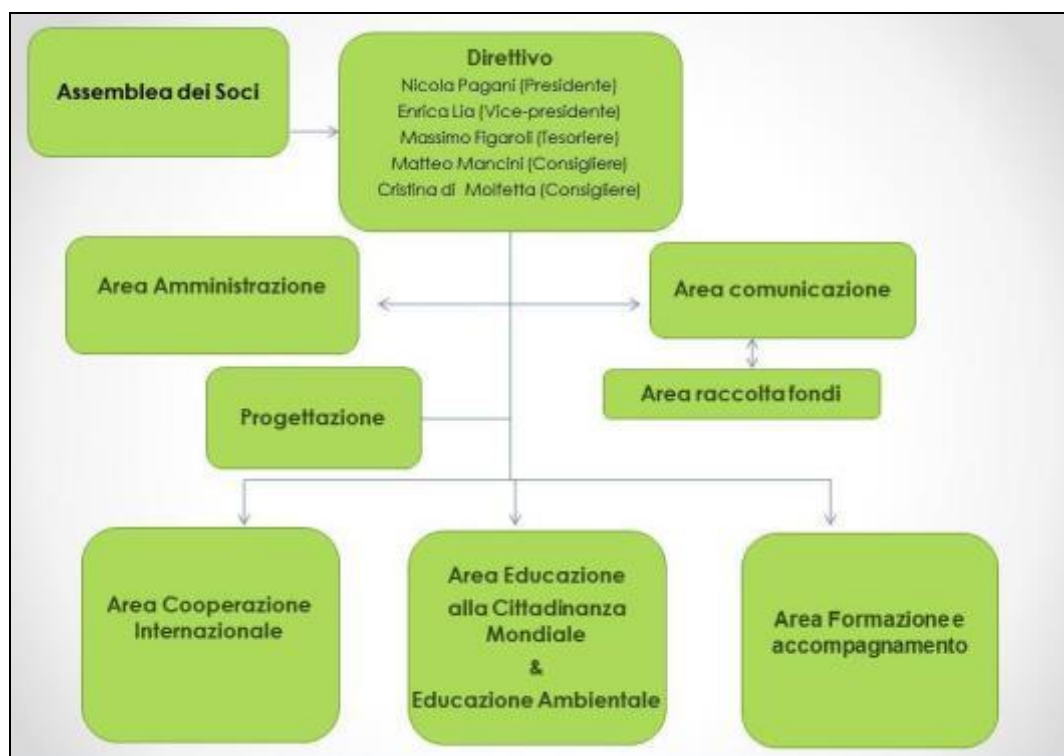 Assemblea dei Soci
Direttivo
Nicola Pagani (Presidente)
Enrica Lia (Vice-presidente)
Massimo Figaroli (Tesoriere)
Matteo Mancini (Consigliere)
Cristina di Molfetta (Consigliere)
Area Amministrazione
Area comunicazione
Area raccolta fondi
Progettazione
Area Cooperazione
Internazionale
Area Educazione
alla Cittadinanza
Mondiale
&
Educazione Ambientale
Area Formazione e
accompagnamento